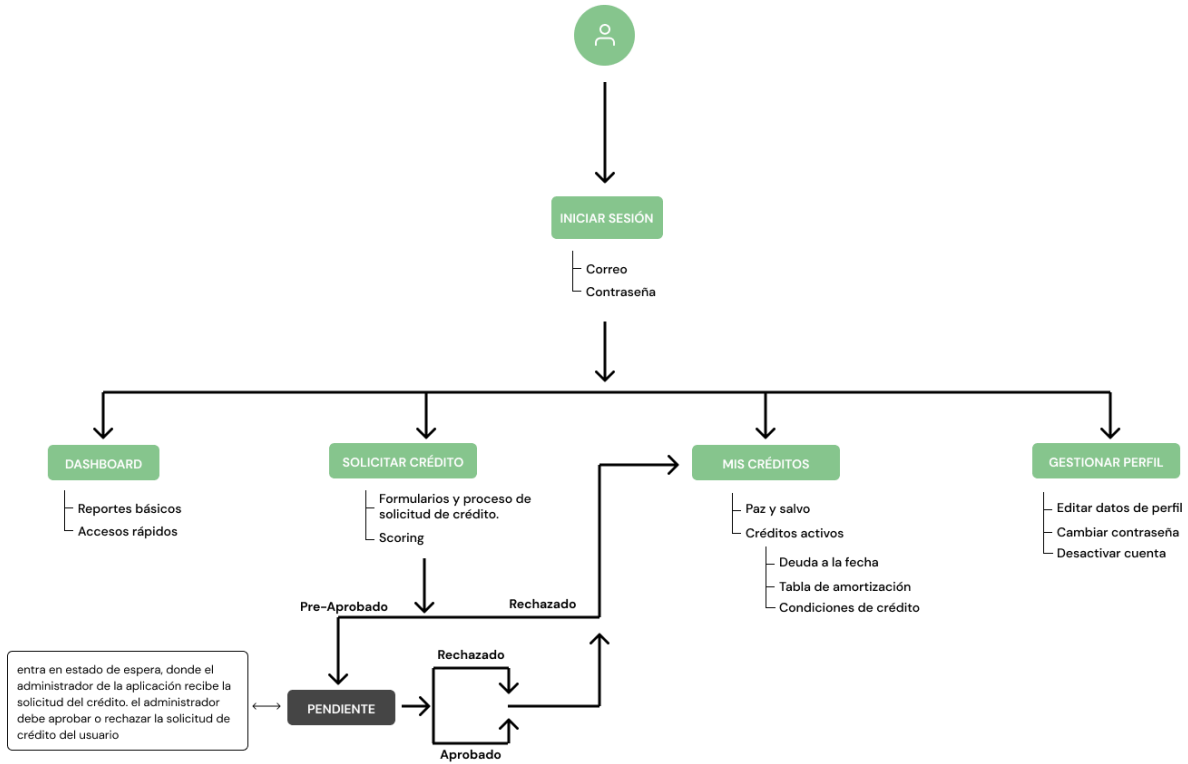 INICIAR SESIÓN
Correo
Contraseña
DASHBOARD
Reportes básicos
Accesos rápidos
SOLICITAR CRÉDITO
Formularios y proceso de
solicitud de crédito.
Scoring
MIS CRÉDITOS
Paz y salvo
Créditos activos
Deuda a la fecha
Tabla de amortización
Condiciones de crédito
GESTIONAR PERFIL
Editar datos de perfil
Cambiar contraseña
Desactivar cuenta
Pre-Aprobado
Rechazado
entra en estado de espera, donde el
administrador de la aplicación recibe la
solicitud del crédito. el administrador
debe aprobar o rechazar la solicitud de
crédito del usuario
PENDIENTE
Rechazado
Aprobado